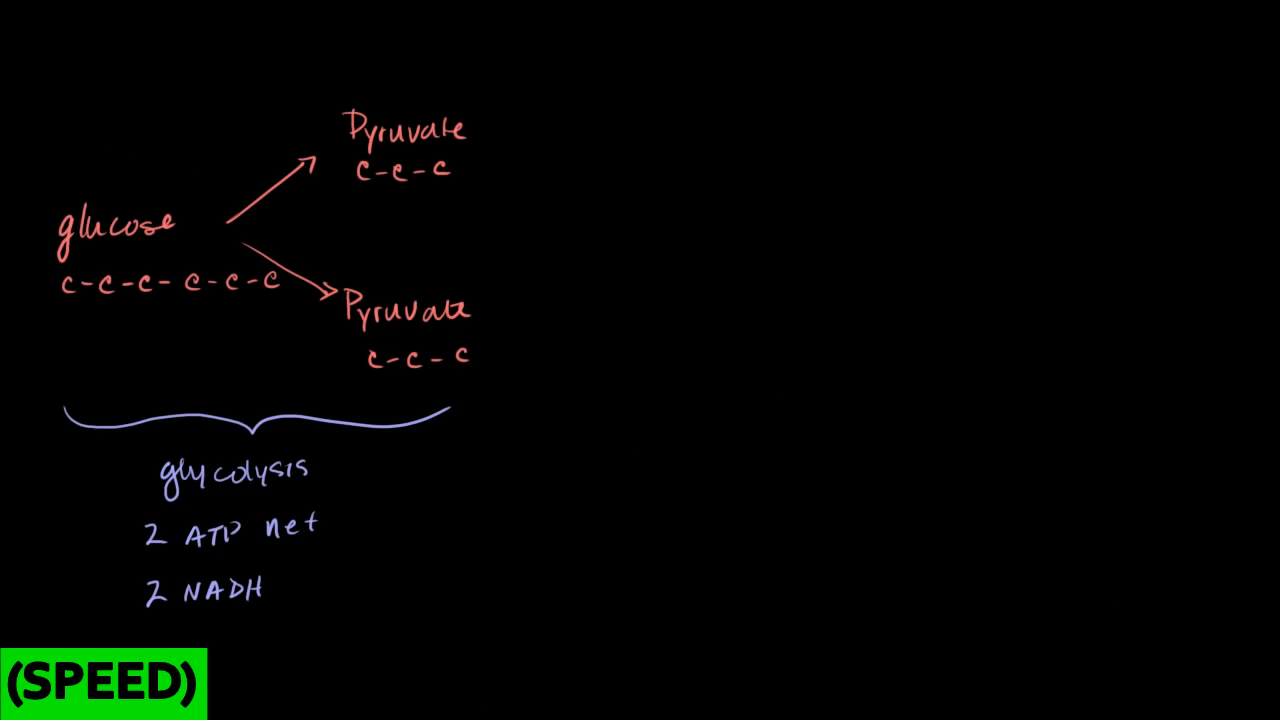 Pyruvate
C-C-C
glucose
C-C-C-C-C-C
Pyruvate
C-C-C
glycolysis
2 ATP net
2 NADH
(SPEED)